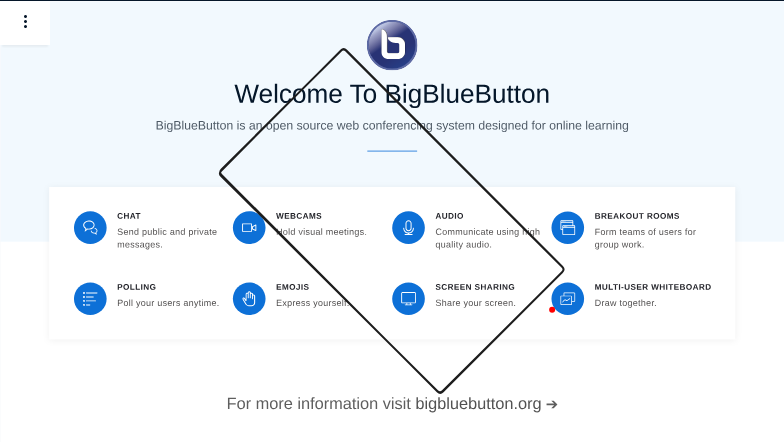 Welcome To BigBlueButton
BigBlueButton is an open source web conferencing system designed for online learning
CHAT
Send public and private
messages.
WEBCAMS
Hold visual meetings.
AUDIO
Communicate using high
quality audio.
BREAKOUT ROOMS
Form teams of users for
group work.
POLLING
Poll your users anytime.
EMOJIS
Express yourself.
SCREEN SHARING
Share your screen.
MULTI-USER WHITEBOARD
Draw together.
For more information visit bigbluebutton.org →